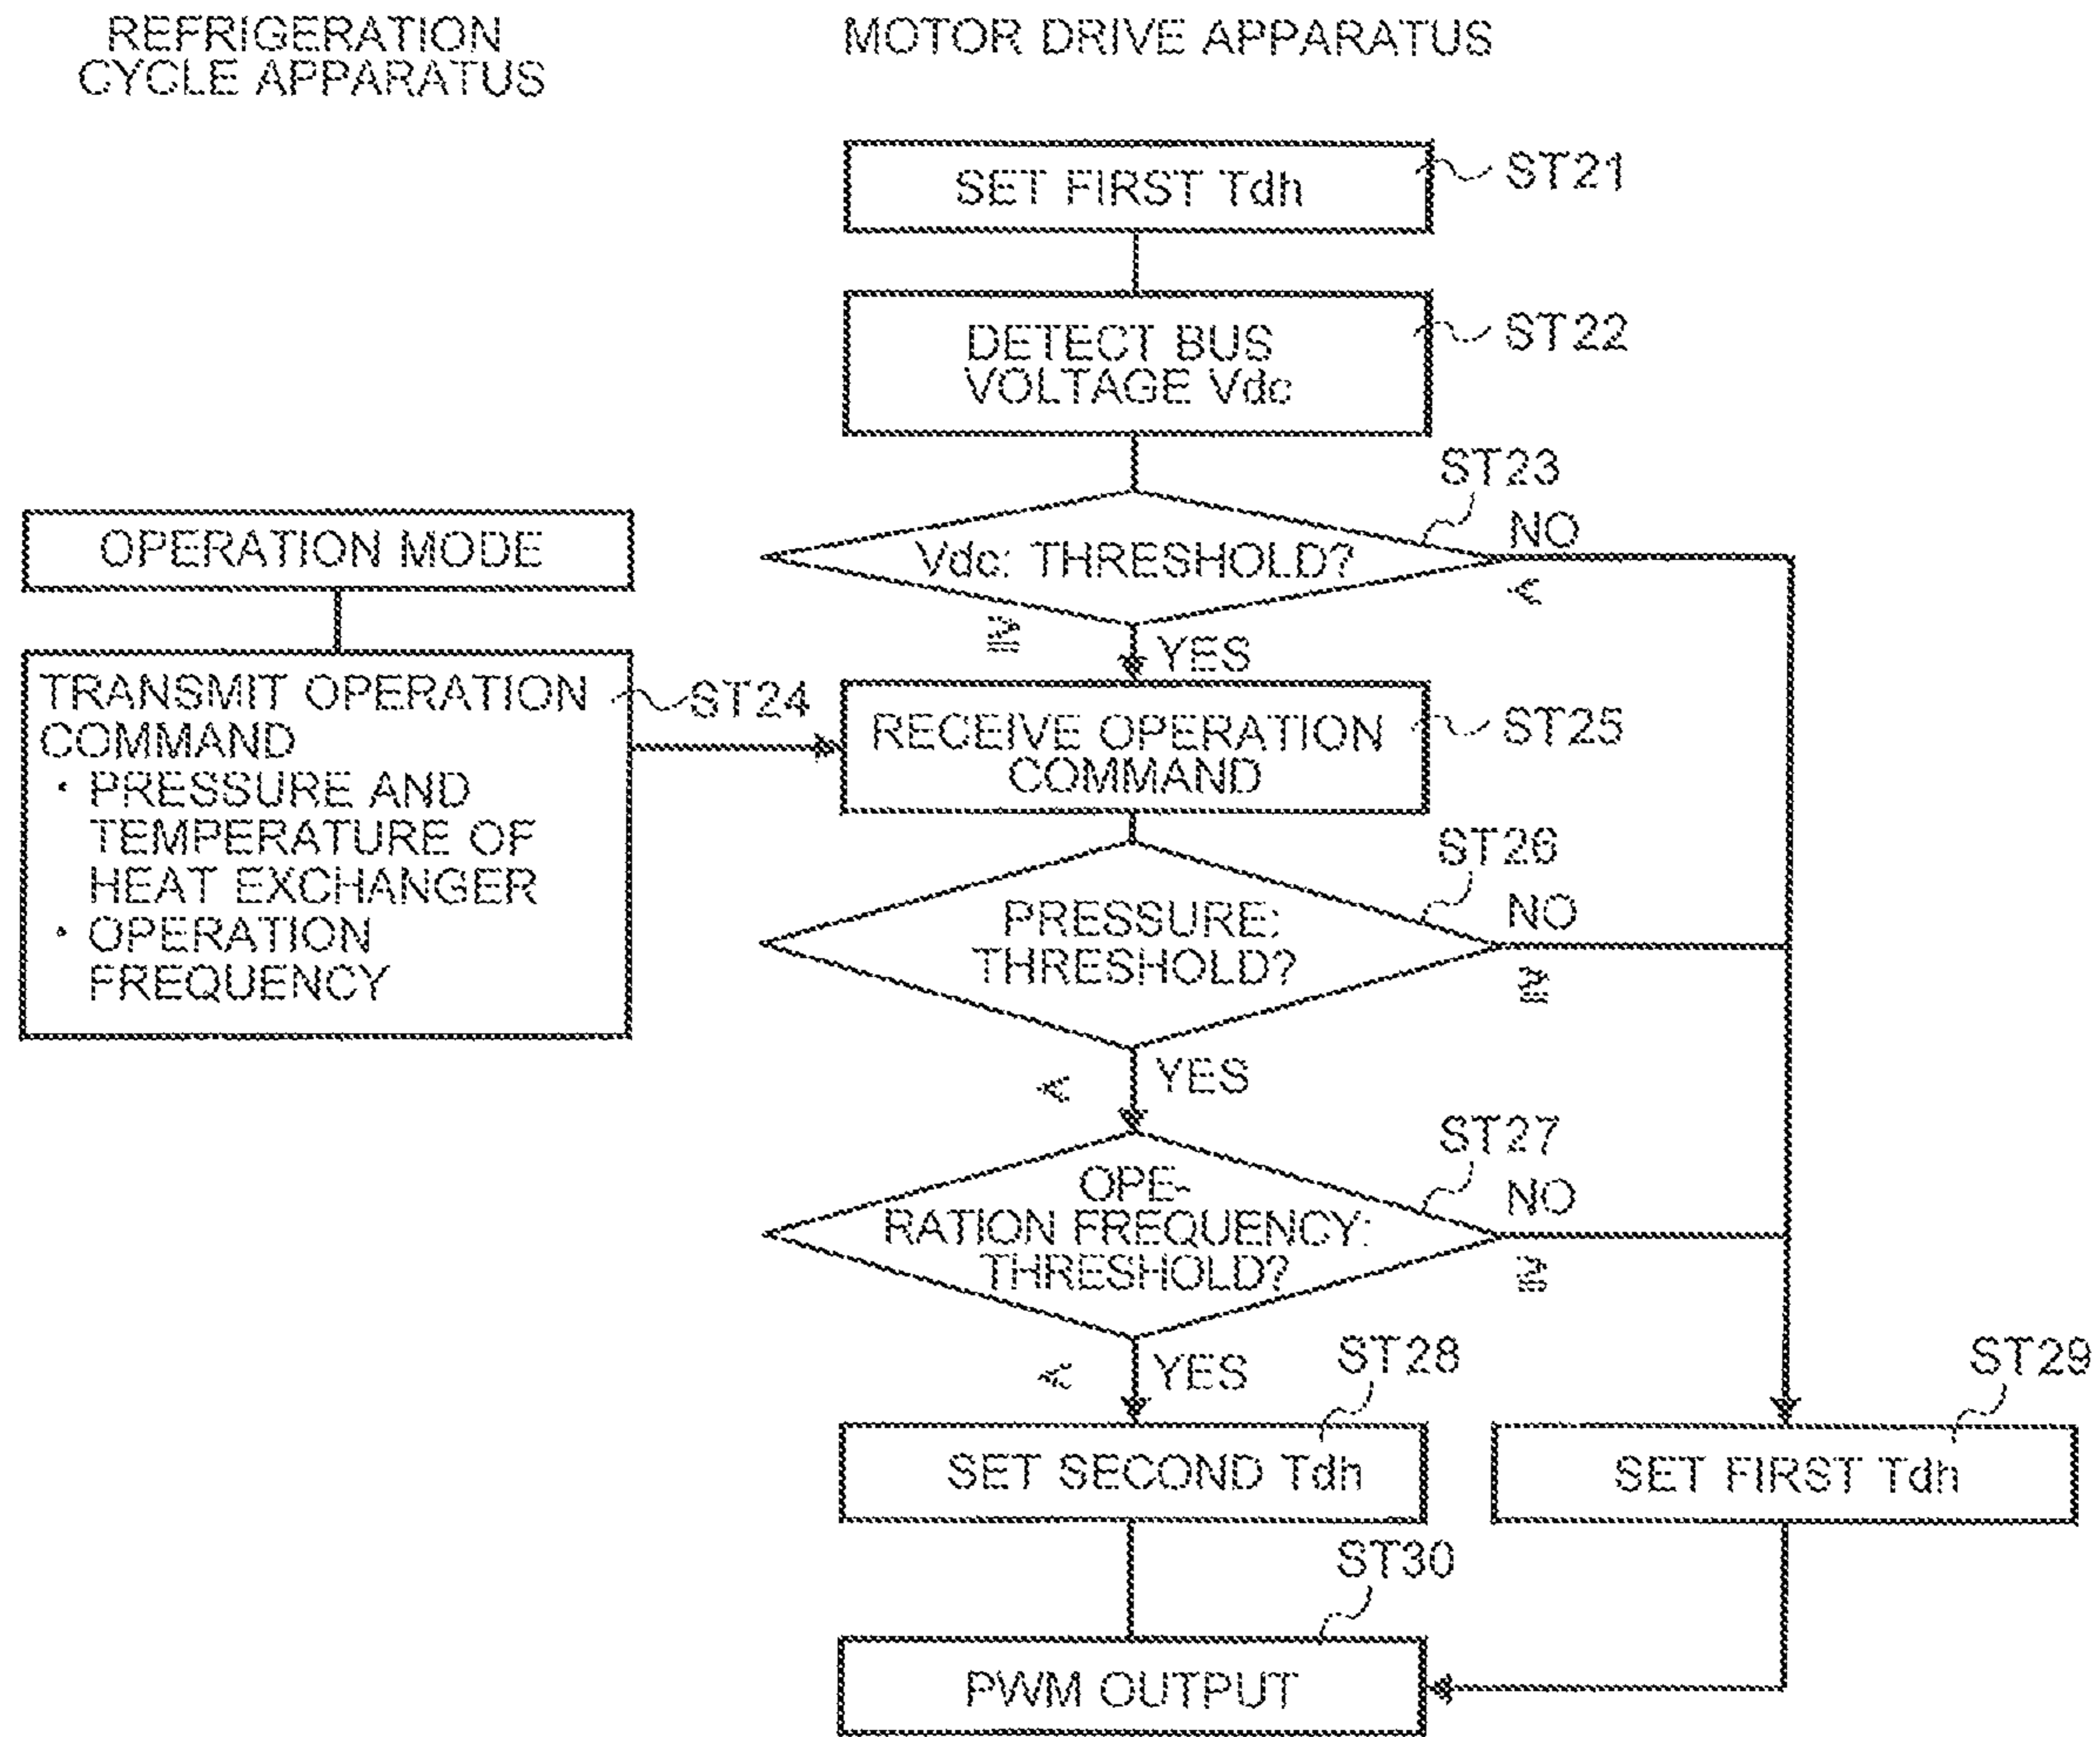 REFRIGERATION
CYCLE APPARATUS
MOTOR DRIVE APPARATUS
SET FIRST Tdh
ST21
DETECT BUS
VOLTAGE Vdc
ST22
ST23
Vdc: THRESHOLD?
NO
<
≧
YES
OPERATION MODE
TRANSMIT OPERATION
COMMAND
・PRESSURE AND
TEMPERATURE OF
HEAT EXCHANGER
・OPERATION
FREQUENCY
ST24
RECEIVE OPERATION
COMMAND
ST25
ST26
PRESSURE:
THRESHOLD?
NO
≧
<
YES
ST27
OPE-
RATION FREQUENCY:
THRESHOLD?
NO
≧
<
YES
ST28
SET SECOND Tdh
ST29
SET FIRST Tdh
ST30
PWM OUTPUT